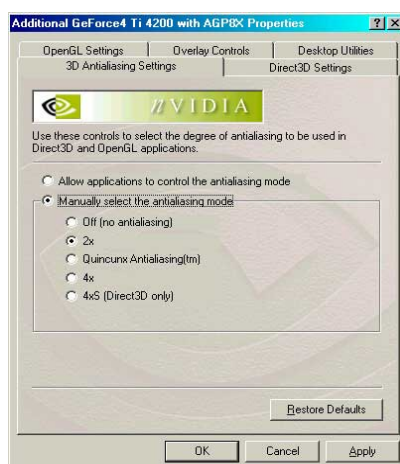 Additional GeForce4 Ti 4200 with AGP8X Properties
OpenGL Settings
Overlay Controls
Desktop Utilities
3D Antialiasing Settings
Direct3D Settings
nVIDIA
Use these controls to select the degree of antialiasing to be used in
Direct3D and OpenGL applications.
Allow applications to control the antialiasing mode
Manually select the antialiasing mode
Off (no antialiasing)
2x
Quincunx Antialiasing(tm)
4x
4xS (Direct3D only)
Restore Defaults
OK
Cancel
Apply